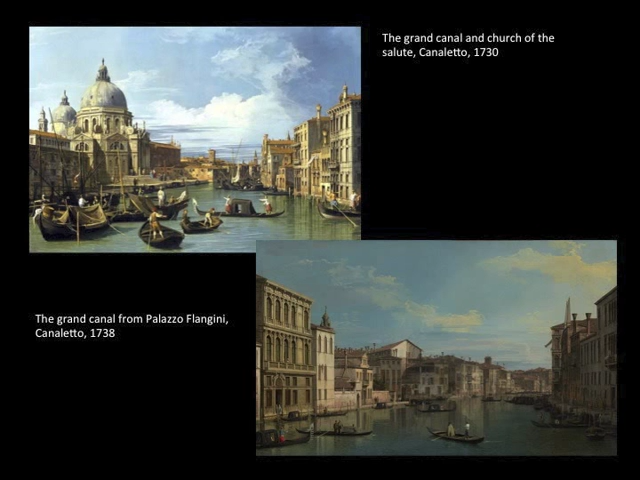 The grand canal and church of the
salute, Canaletto, 1730
The grand canal from Palazzo Flangini,
Canaletto, 1738